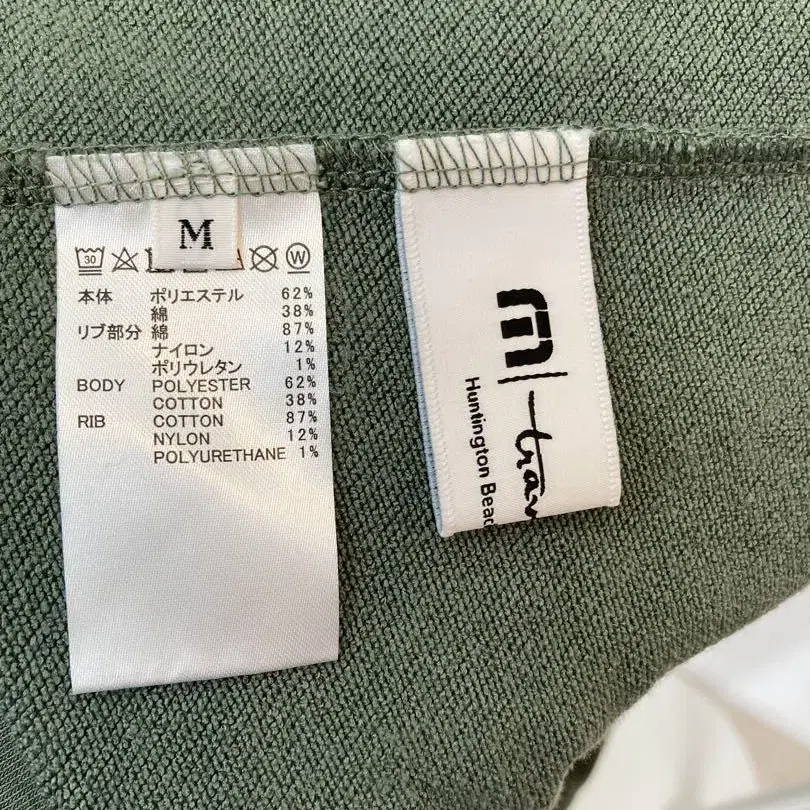 M
30
W
本体 ポリエステル 62%
綿 38%
リブ部分 綿 87%
ナイロン 12%
ポリウレタン 1%
BODY POLYESTER 62%
COTTON 38%
RIB COTTON 87%
NYLON 12%
POLYURETHANE 1%
Huntington